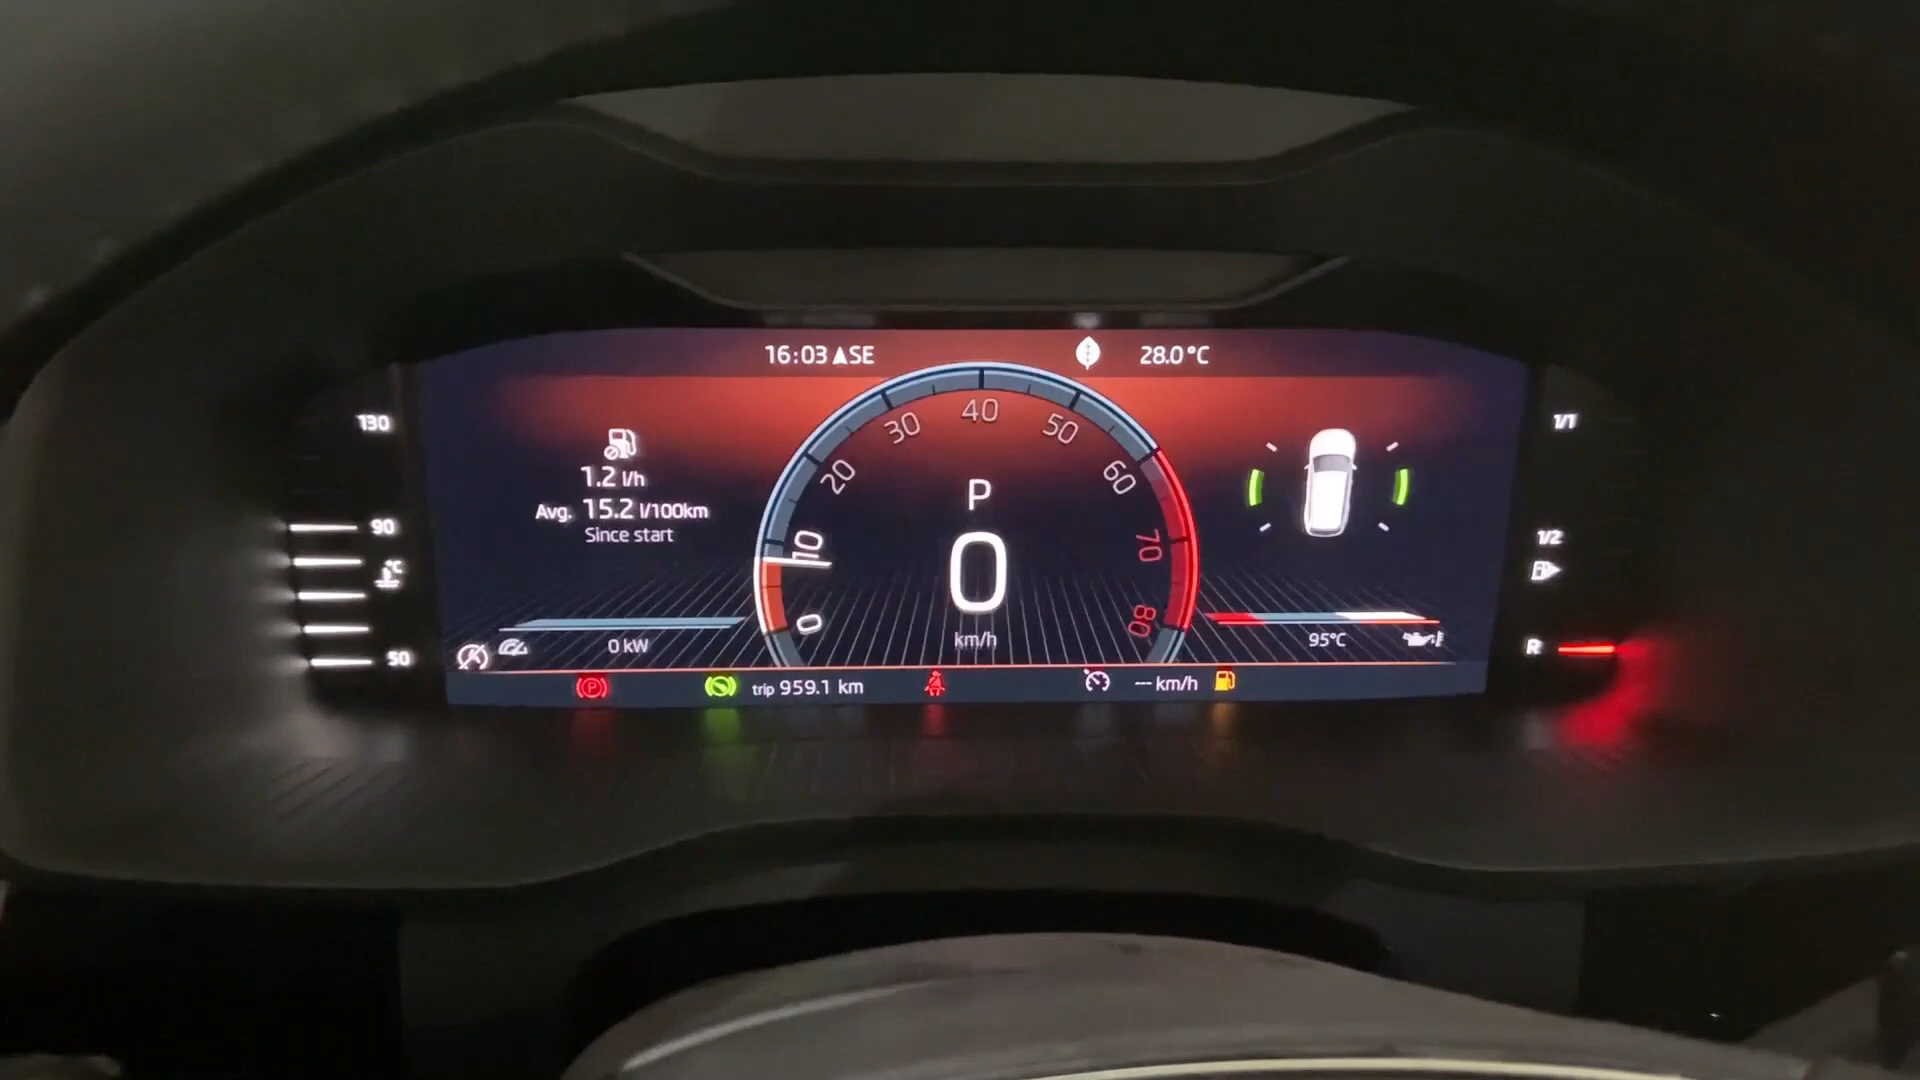 16:03 SE
28.0°C
130
90
°C
50
1.2 l/h
Avg. 15.2 l/100km
Since start
0 kW
0
10
20
30
40
50
60
70
80
P
0
km/h
95°C
1/1
1/2
R
P
trip 959.1 km
--- km/h